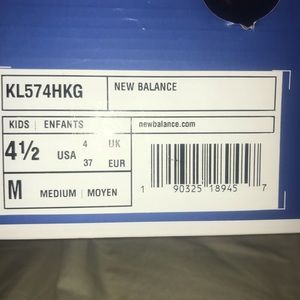 KL574HKG NEW BALANCE
KIDS | ENFANTS newbalance.com
4½ USA 4 UK
37 EUR
M MEDIUM | MOYEN
1 90325 18945 7